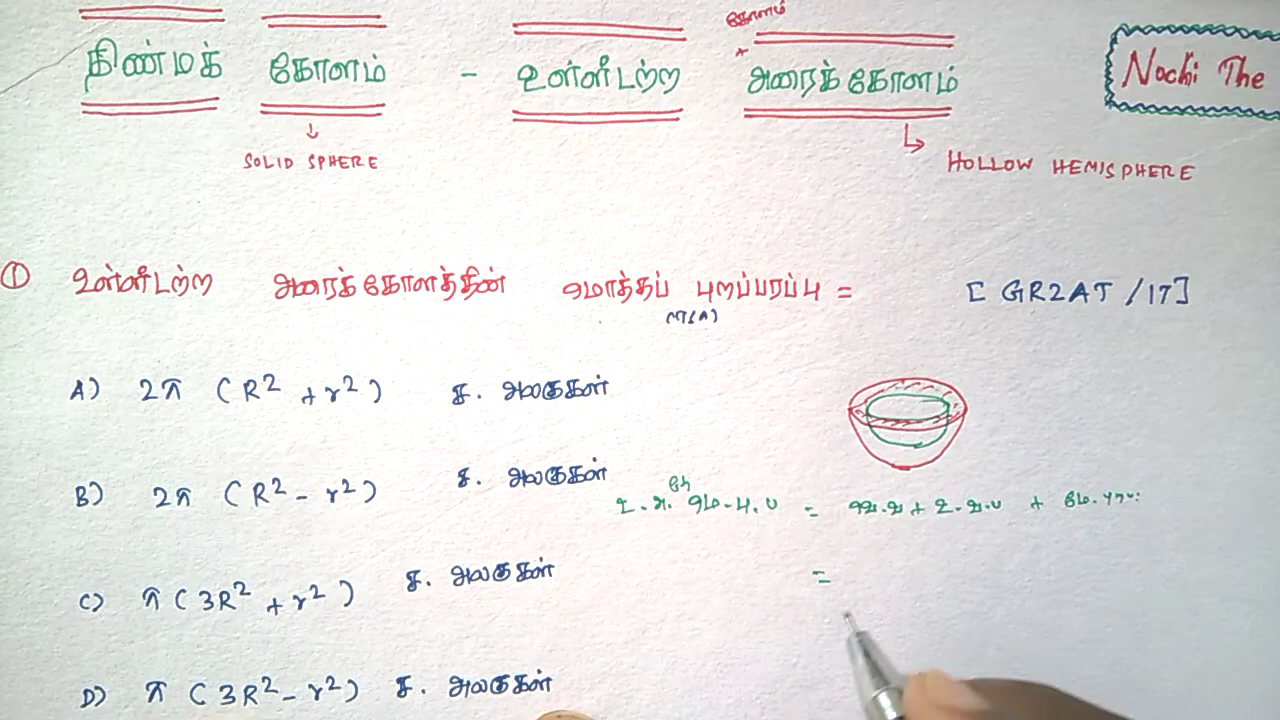 கோளம்
திண்மக் கோளம் - உள்ளீடற்ற அரைக்கோளம்
Nochi The
SOLID SPHERE
HOLLOW HEMISPHERE
① உள்ளீடற்ற அரைக்கோளத்தின் மொத்தப் புறப்பரப்பு = [GR2AT /17]
(TSA)
A) 2π (R² + r²) ச. அலகுகள்
B) 2π (R² - r²) ச. அலகுகள்
உ. அ. கோ மொ. பு. ப = வெ. வ + உ. வ. ப + மே. புற ப:
C) π (3R² + r²) ச. அலகுகள்
=
D) π (3R² - r²) ச. அலகுகள்